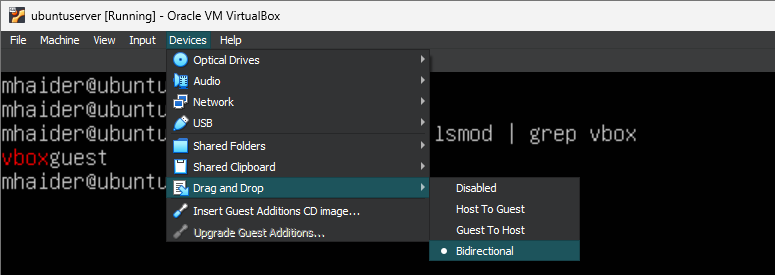 ubuntuserver [Running] - Oracle VM VirtualBox
File Machine View Input Devices Help
Optical Drives
mhaider@ubuntu
Audio
mhaider@ubuntu
Network
mhaider@ubuntu
USB
lsmod | grep vbox
vboxguest
Shared Folders
Shared Clipboard
mhaider@ubuntu
Drag and Drop
Disabled
Insert Guest Additions CD image...
Host To Guest
Upgrade Guest Additions...
Guest To Host
Bidirectional